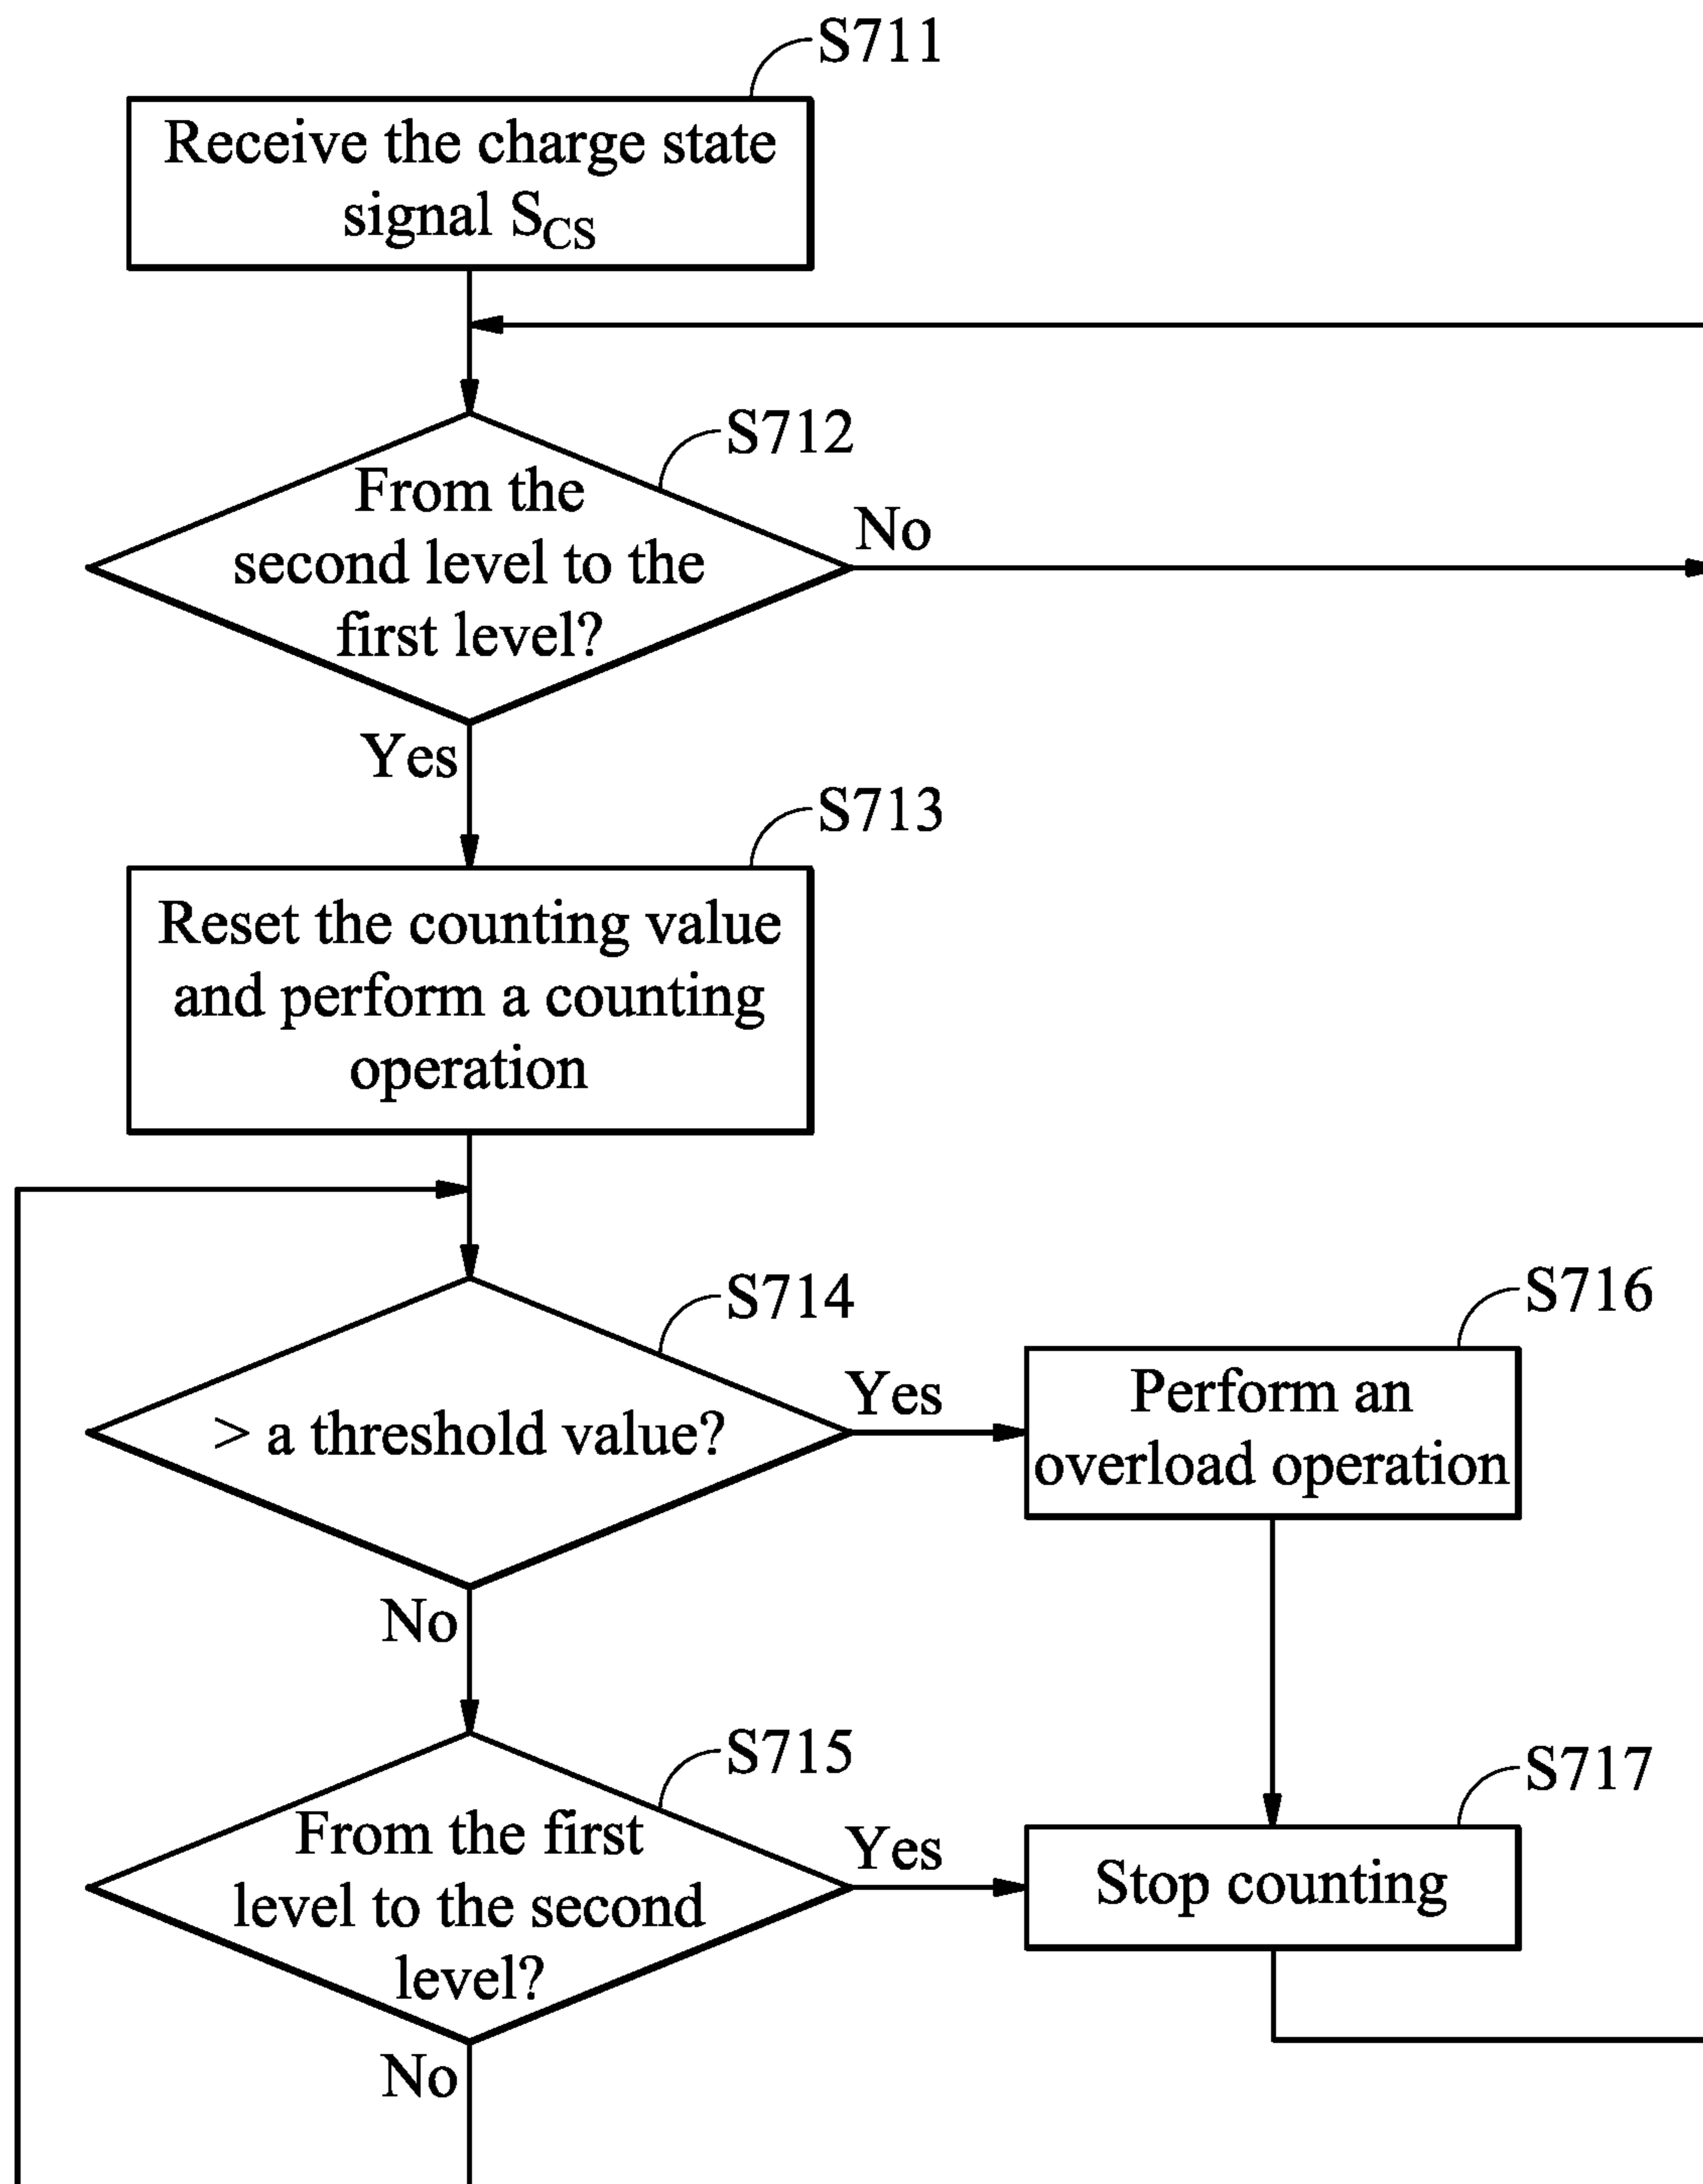 S711
Receive the charge state
signal SCS
S712
From the
second level to the
first level?
No
Yes
S713
Reset the counting value
and perform a counting
operation
S714
> a threshold value?
Yes
No
S716
Perform an
overload operation
S715
From the first
level to the second
level?
Yes
No
S717
Stop counting